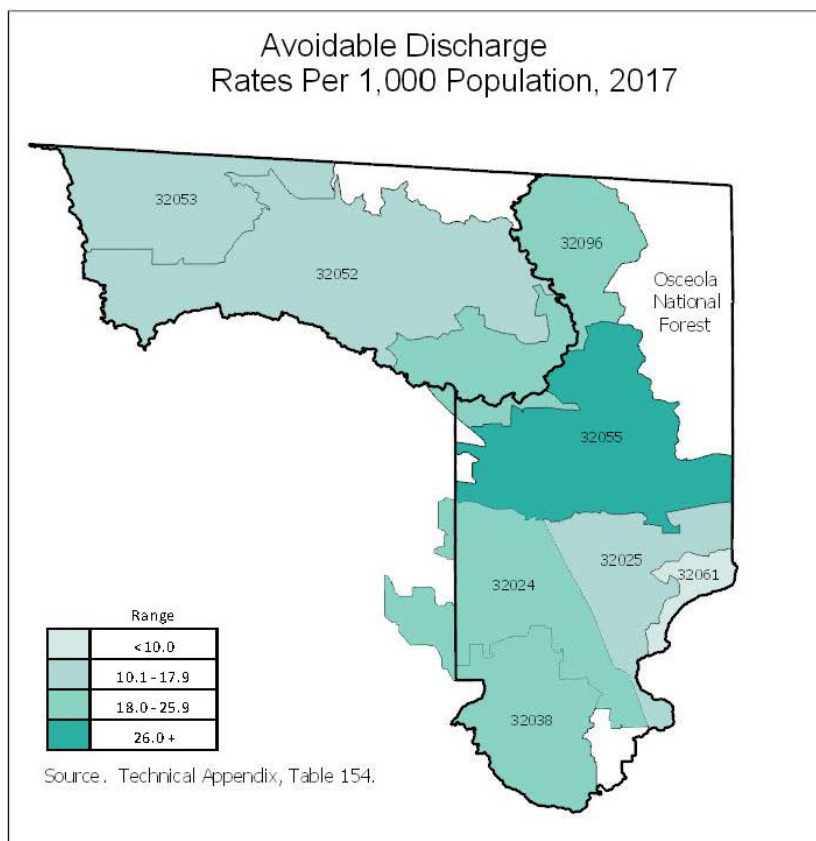 Avoidable Discharge
Rates Per 1,000 Population, 2017
32053
32096
32052
Osceola
National
Forest
32055
32025
32061
32024
32038
Range
<10.0
10.1-17.9
18.0-25.9
26.0+
Source. Technical Appendix, Table 154.